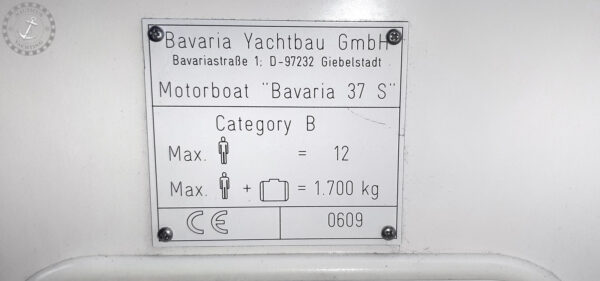 Bavaria Yachtbau GmbH
Bavariastraße 1; D-97232 Giebelstadt
Motorboat "Bavaria 37 S"
Category B
Max. = 12
Max. + = 1.700 kg
CE 0609